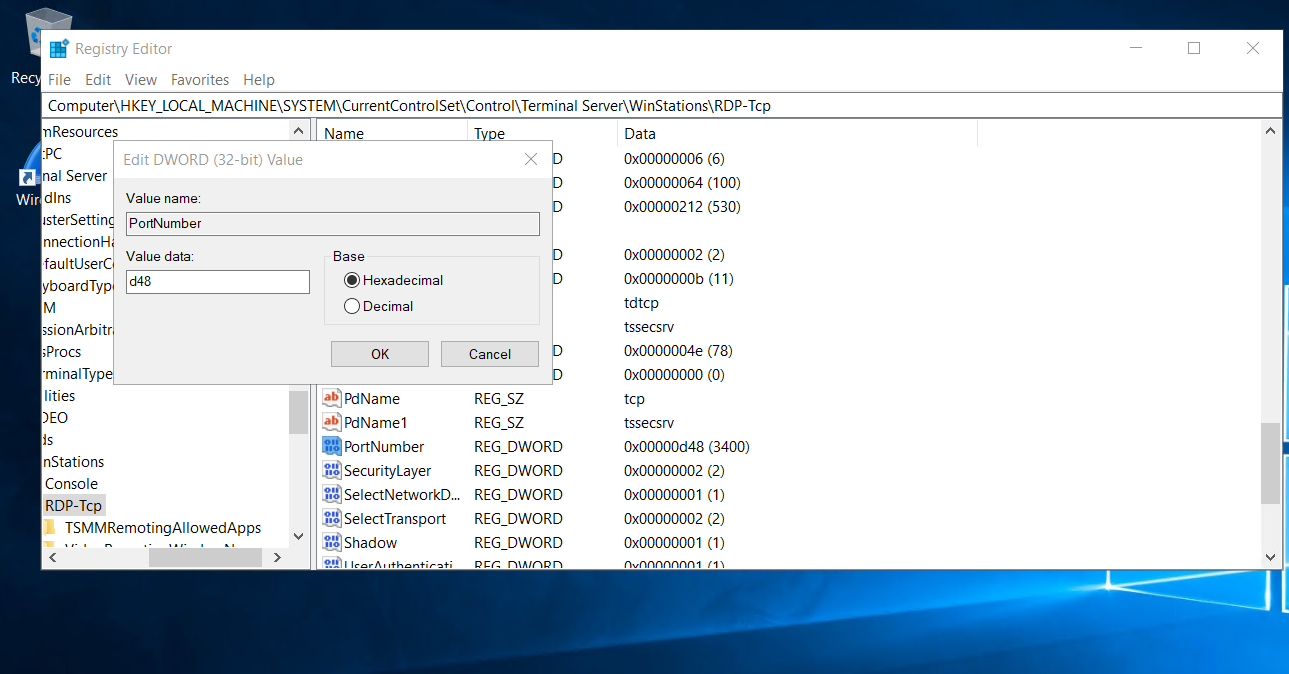 Recy
Registry Editor
File Edit View Favorites Help
Computer\HKEY_LOCAL_MACHINE\SYSTEM\CurrentControlSet\Control\Terminal Server\WinStations\RDP-Tcp
mResources
Name Type Data
tPC
Edit DWORD (32-bit) Value
D 0x00000006 (6)
nal Server
D 0x00000064 (100)
Wire
dIns
Value name:
D 0x00000212 (530)
usterSetting
PortNumber
nnectionHa
Value data:
Base
D 0x00000002 (2)
faultUserCo
d48
Hexadecimal
D 0x0000000b (11)
yboardType
Decimal
tdtcp
M
ssionArbitra
tssecsrv
sProcs
OK Cancel
D 0x0000004e (78)
rminalType
D 0x00000000 (0)
lities
PdName REG_SZ tcp
DEO
PdName1 REG_SZ tssecsrv
ds
PortNumber REG_DWORD 0x00000d48 (3400)
nStations
SecurityLayer REG_DWORD 0x00000002 (2)
Console
SelectNetworkD... REG_DWORD 0x00000001 (1)
RDP-Tcp
SelectTransport REG_DWORD 0x00000002 (2)
TSMMRemotingAllowedApps
Shadow REG_DWORD 0x00000001 (1)
UserAuthenticati REG_DWORD 0x00000001 (1)